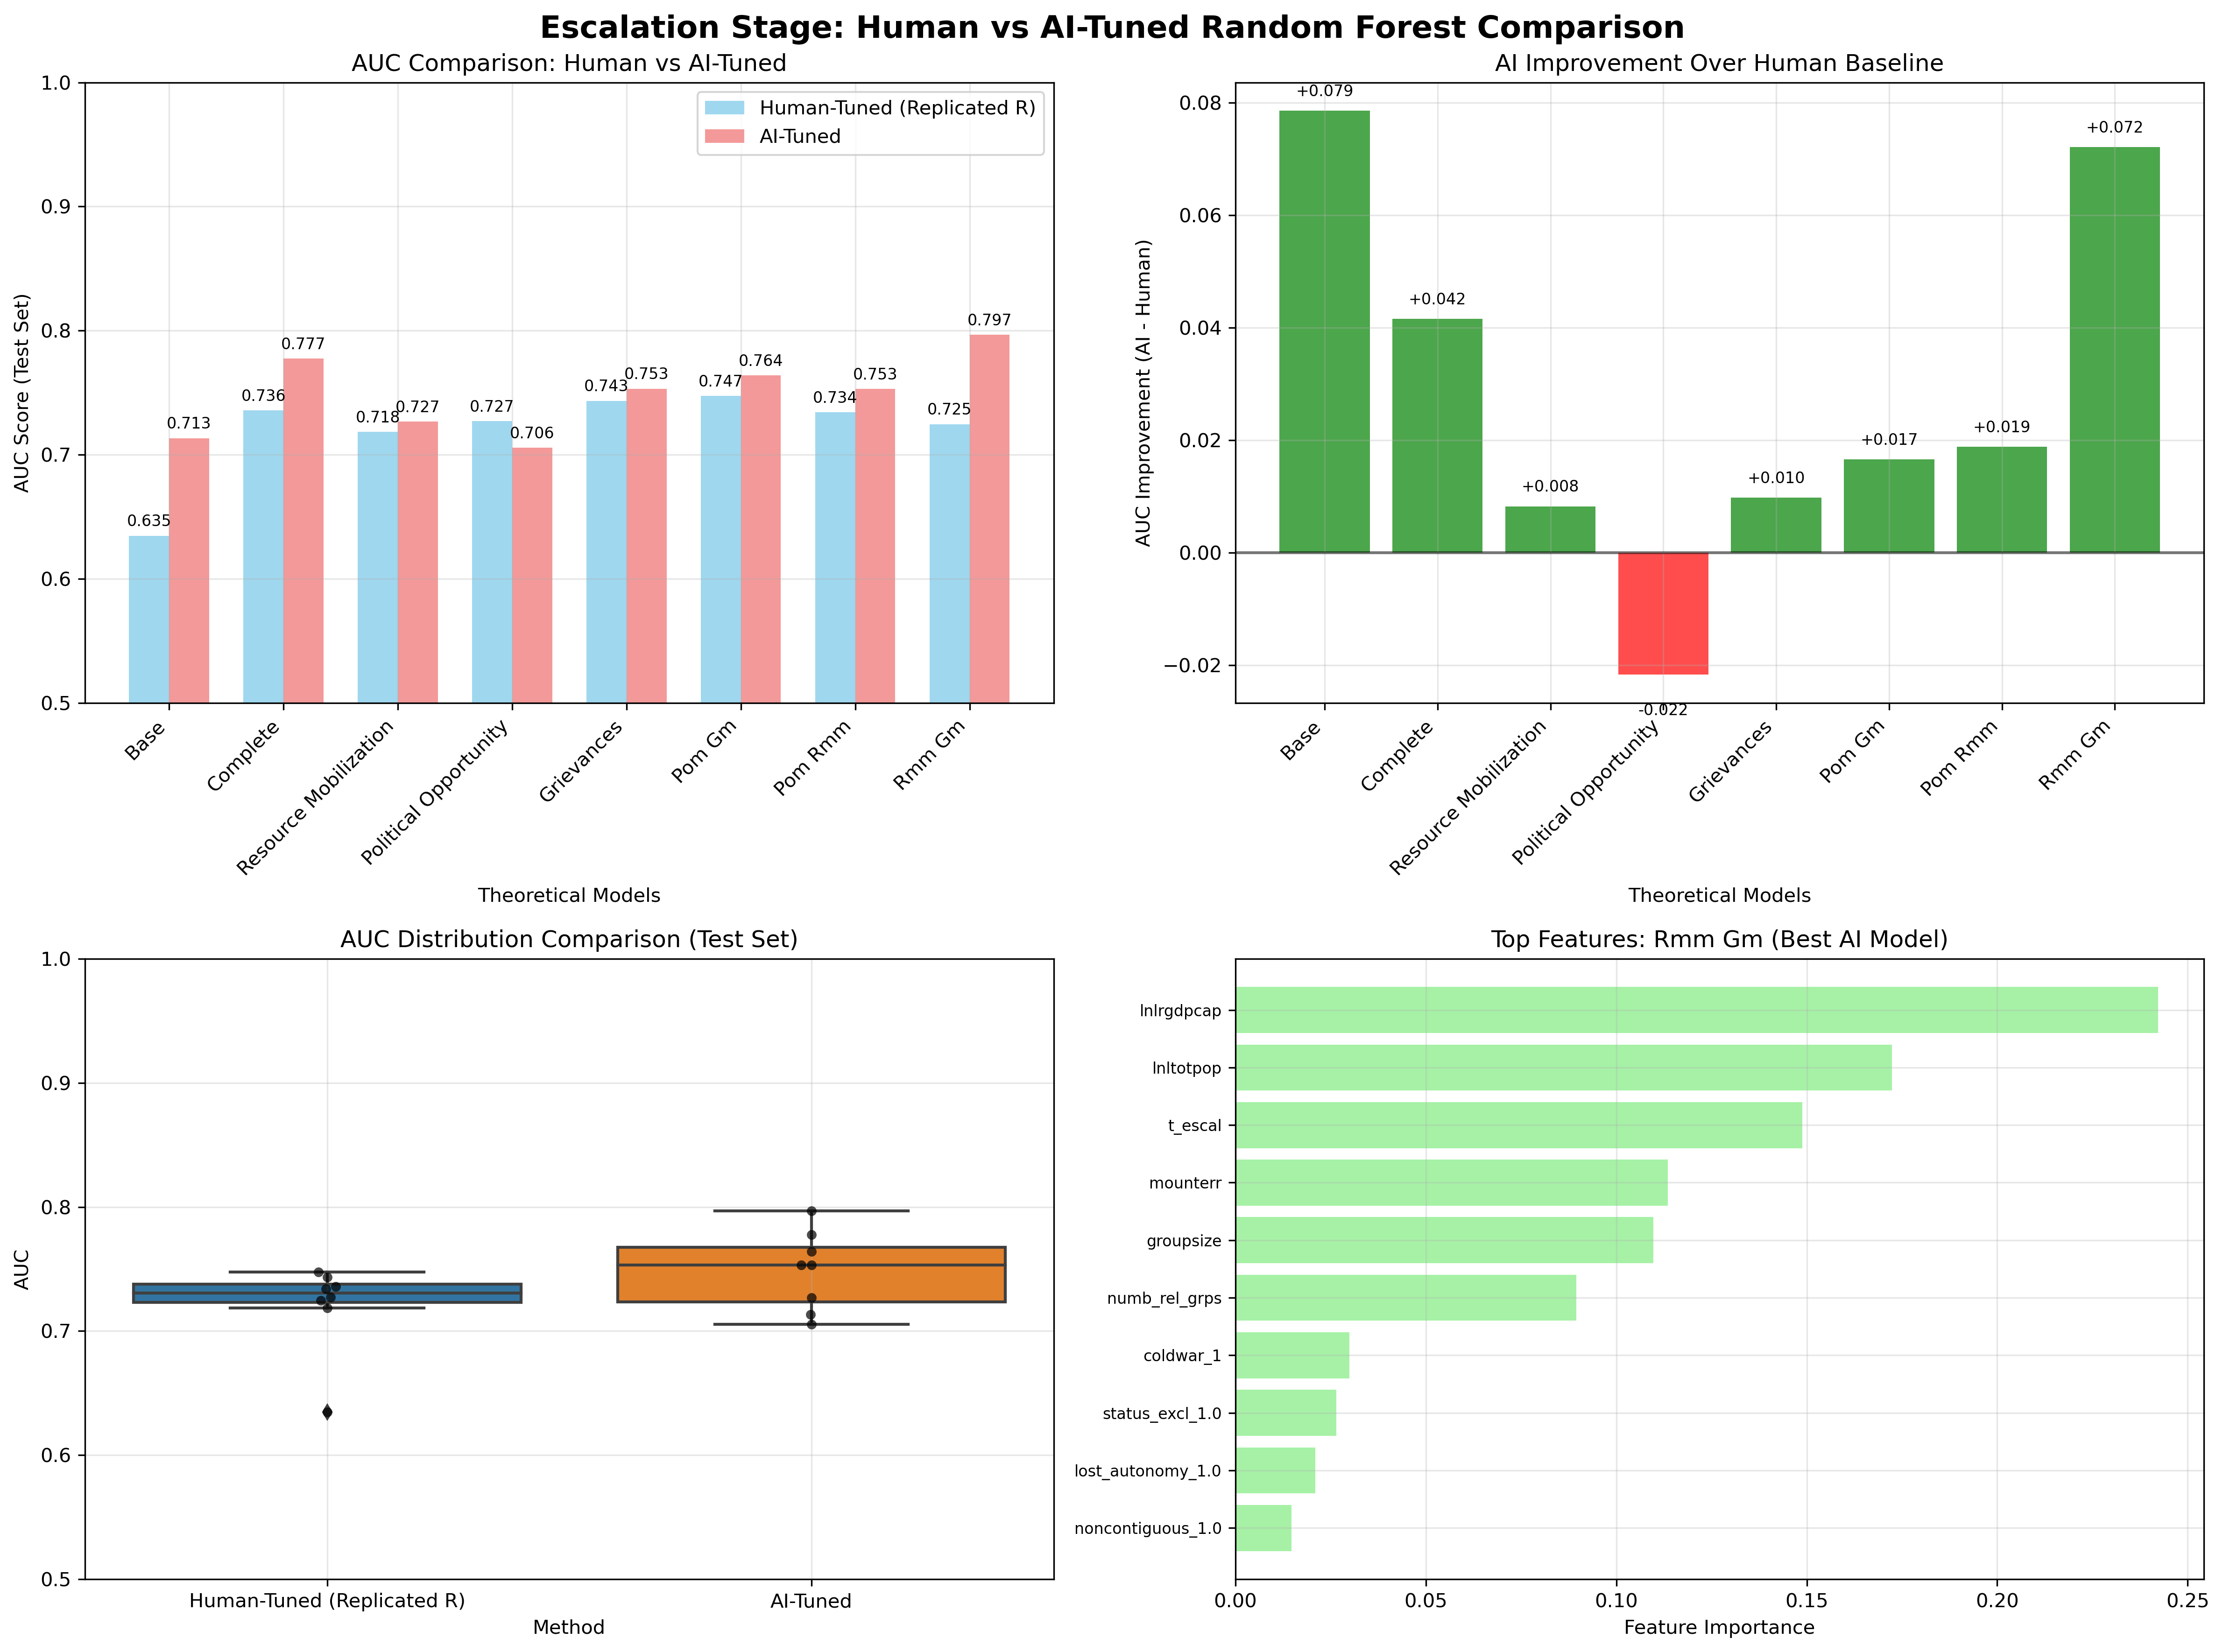 Escalation Stage: Human vs AI-Tuned Random Forest Comparison
AUC Comparison: Human vs AI-Tuned
AUC Score (Test Set)
1.0
0.9
0.8
0.7
0.6
0.5
Human-Tuned (Replicated R)
AI-Tuned
0.635
0.713
0.736
0.777
0.718
0.727
0.727
0.706
0.743
0.753
0.747
0.764
0.734
0.753
0.725
0.797
Base
Complete
Resource Mobilization
Political Opportunity
Grievances
Pom Gm
Pom Rmm
Rmm Gm
Theoretical Models
AI Improvement Over Human Baseline
AUC Improvement (AI - Human)
0.08
0.06
0.04
0.02
0.00
−0.02
+0.079
+0.042
+0.008
-0.022
+0.010
+0.017
+0.019
+0.072
Base
Complete
Resource Mobilization
Political Opportunity
Grievances
Pom Gm
Pom Rmm
Rmm Gm
Theoretical Models
AUC Distribution Comparison (Test Set)
AUC
1.0
0.9
0.8
0.7
0.6
0.5
Human-Tuned (Replicated R)
AI-Tuned
Method
Top Features: Rmm Gm (Best AI Model)
lnlrgdpcap
lnltotpop
t_escal
mounterr
groupsize
numb_rel_grps
coldwar_1
status_excl_1.0
lost_autonomy_1.0
noncontiguous_1.0
0.00
0.05
0.10
0.15
0.20
0.25
Feature Importance